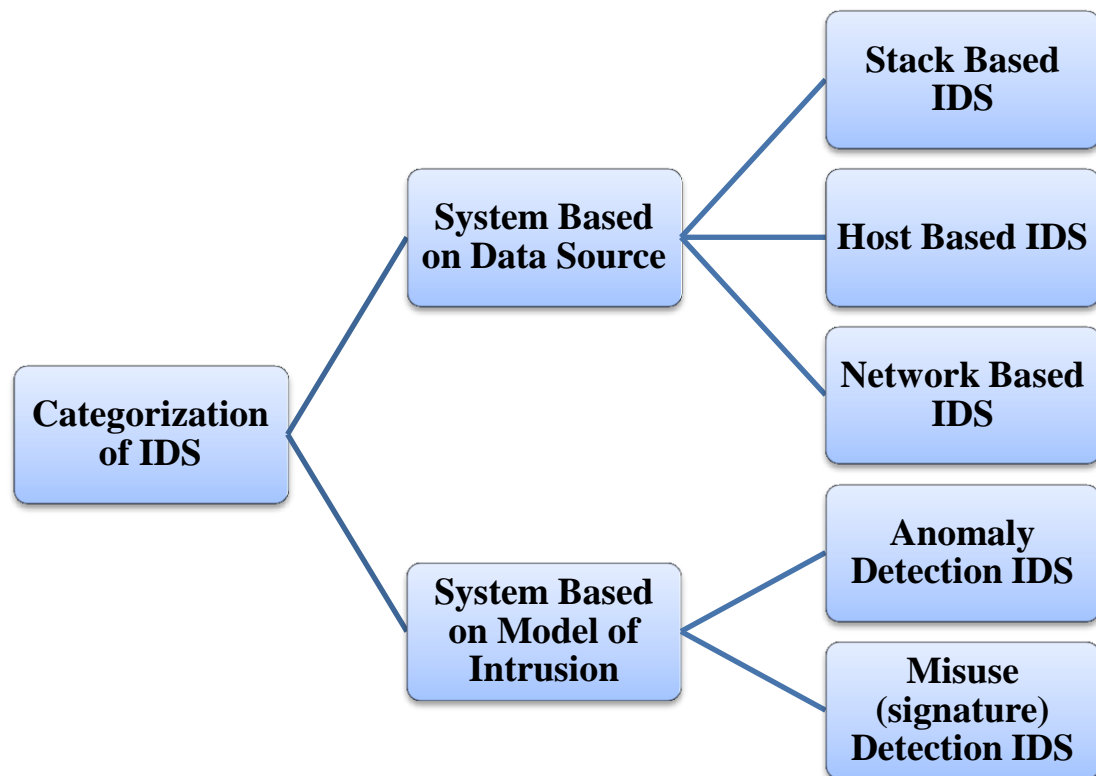 Categorization
of IDS
System Based
on Data Source
Stack Based
IDS
Host Based IDS
Network Based
IDS
System Based
on Model of
Intrusion
Anomaly
Detection IDS
Misuse
(signature)
Detection IDS